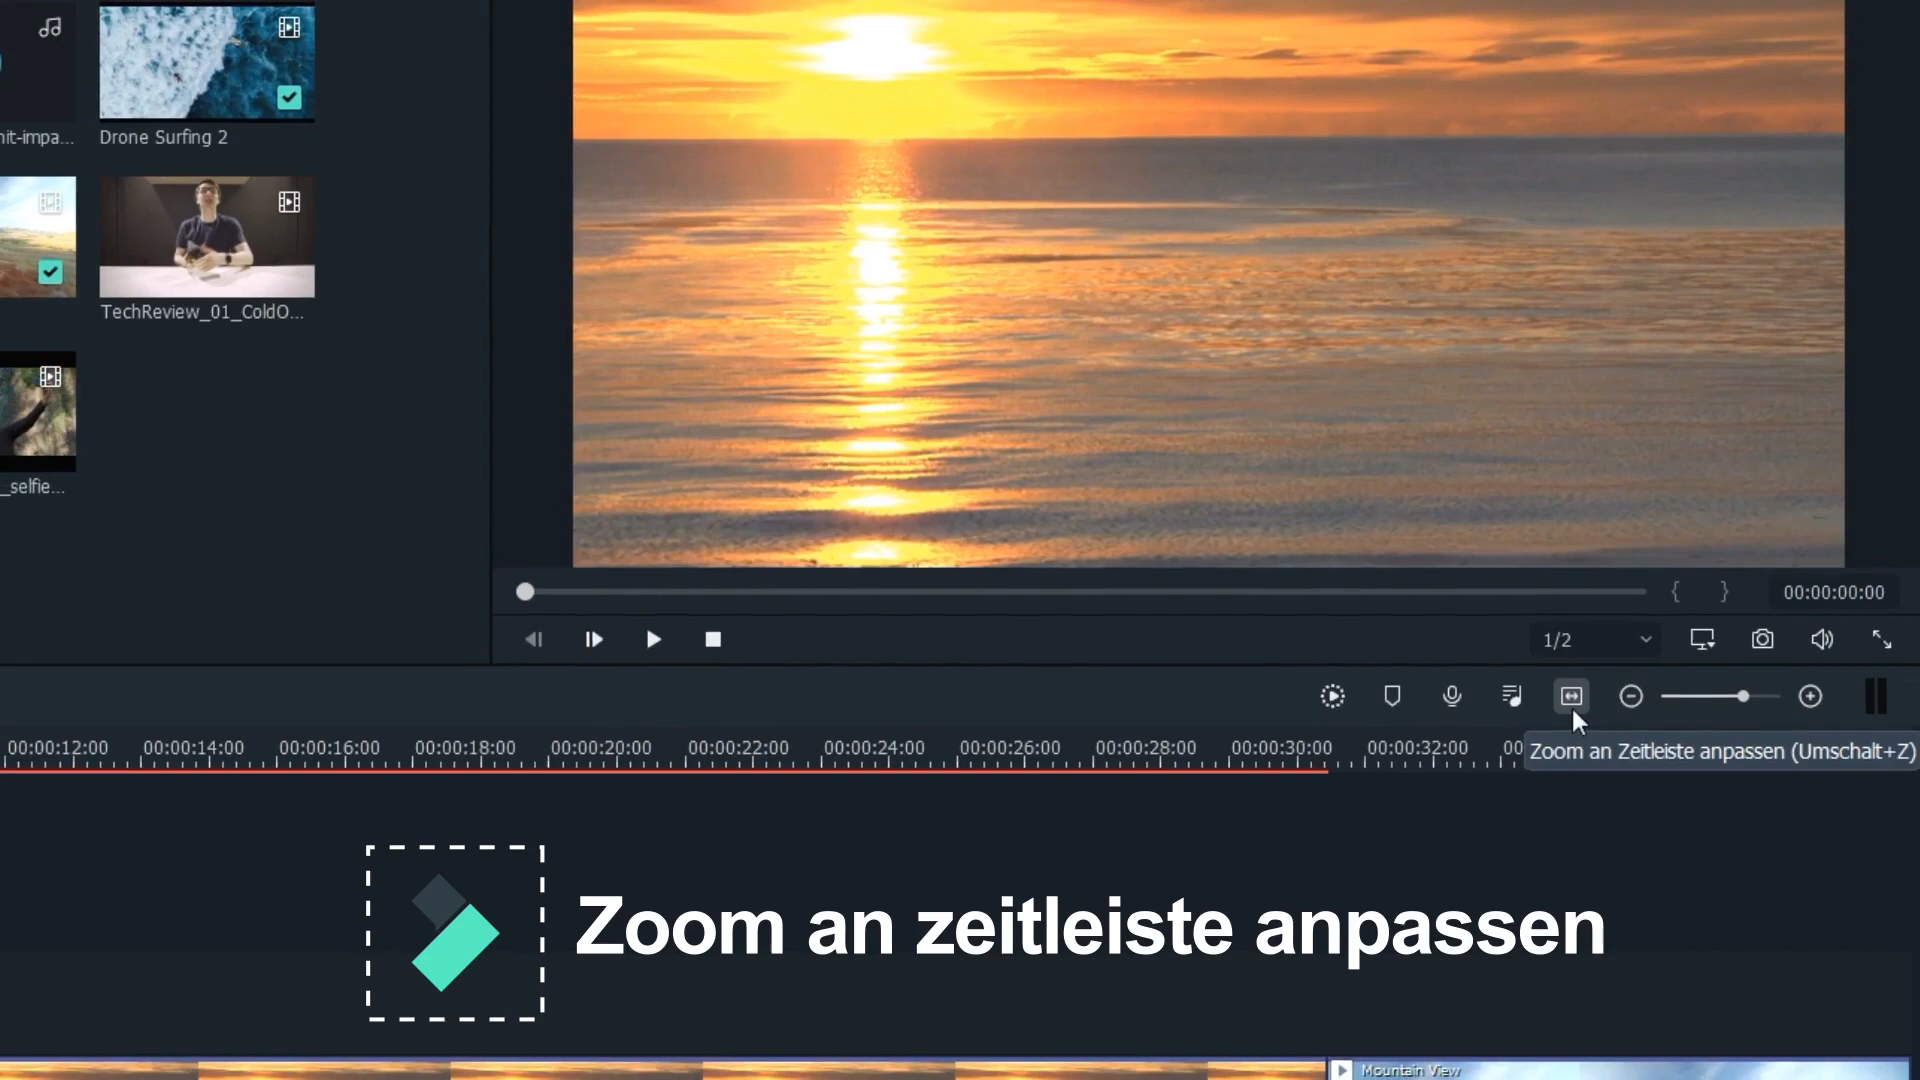 nit-impa...
Drone Surfing 2
TechReview_01_ColdO...
_selfie...
00:00:00:00
1/2
00:00:12:00 00:00:14:00 00:00:16:00 00:00:18:00 00:00:20:00 00:00:22:00 00:00:24:00 00:00:26:00 00:00:28:00 00:00:30:00 00:00:32:00 00
Zoom an Zeitleiste anpassen (Umschalt+Z)
Zoom an zeitleiste anpassen
Mountain View